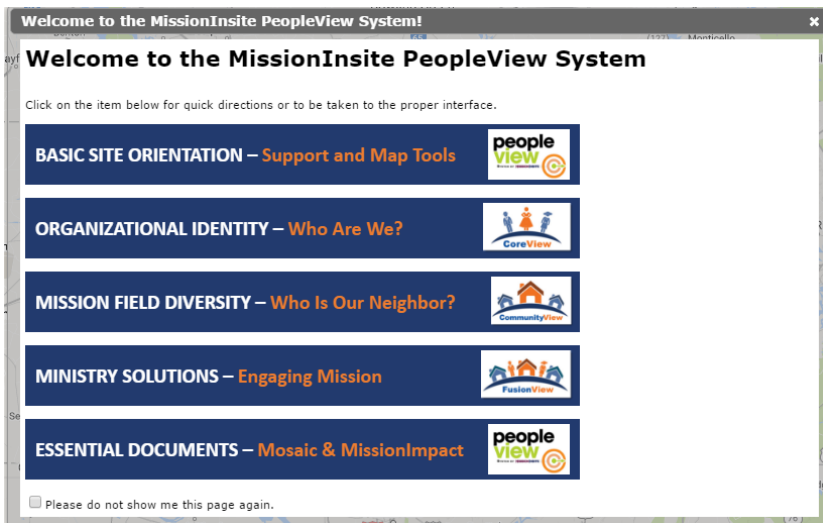 Welcome to the MissionInsite PeopleView System!
Monticello
Welcome to the MissionInsite PeopleView System
Click on the item below for quick directions or to be taken to the proper interface.
BASIC SITE ORIENTATION – Support and Map Tools
people
view
ORGANIZATIONAL IDENTITY – Who Are We?
CoreView
MISSION FIELD DIVERSITY – Who Is Our Neighbor?
CommunityView
MINISTRY SOLUTIONS – Engaging Mission
FusionView
ESSENTIAL DOCUMENTS – Mosaic & MissionImpact
people
view
Please do not show me this page again.